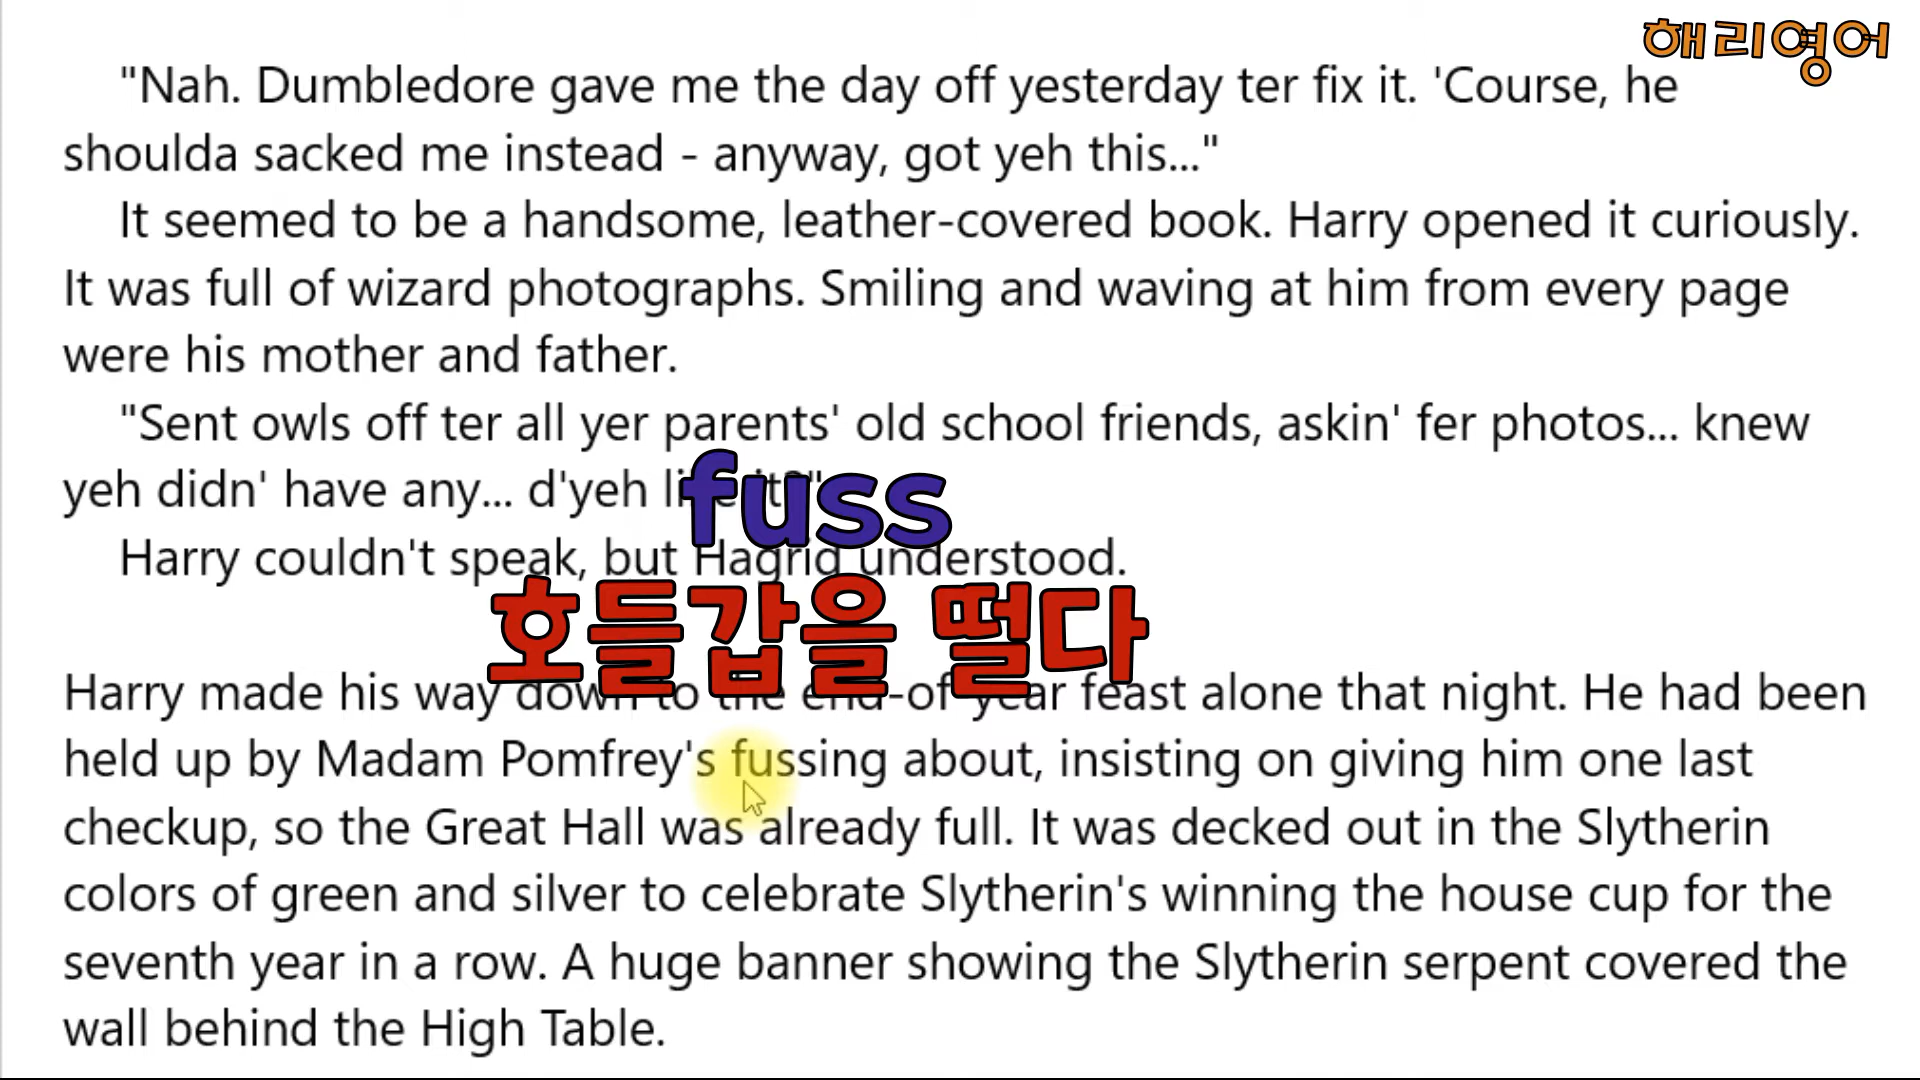 해리영어
"Nah. Dumbledore gave me the day off yesterday ter fix it. 'Course, he
shoulda sacked me instead - anyway, got yeh this..."
It seemed to be a handsome, leather-covered book. Harry opened it curiously.
It was full of wizard photographs. Smiling and waving at him from every page
were his mother and father.
"Sent owls off ter all yer parents' old school friends, askin' fer photos... knew
yeh didn' have any... d'yeh like it?"
fuss
Harry couldn't speak, but Hagrid understood.
호들갑을 떨다
Harry made his way down to the end-of-year feast alone that night. He had been
held up by Madam Pomfrey's fussing about, insisting on giving him one last
checkup, so the Great Hall was already full. It was decked out in the Slytherin
colors of green and silver to celebrate Slytherin's winning the house cup for the
seventh year in a row. A huge banner showing the Slytherin serpent covered the
wall behind the High Table.